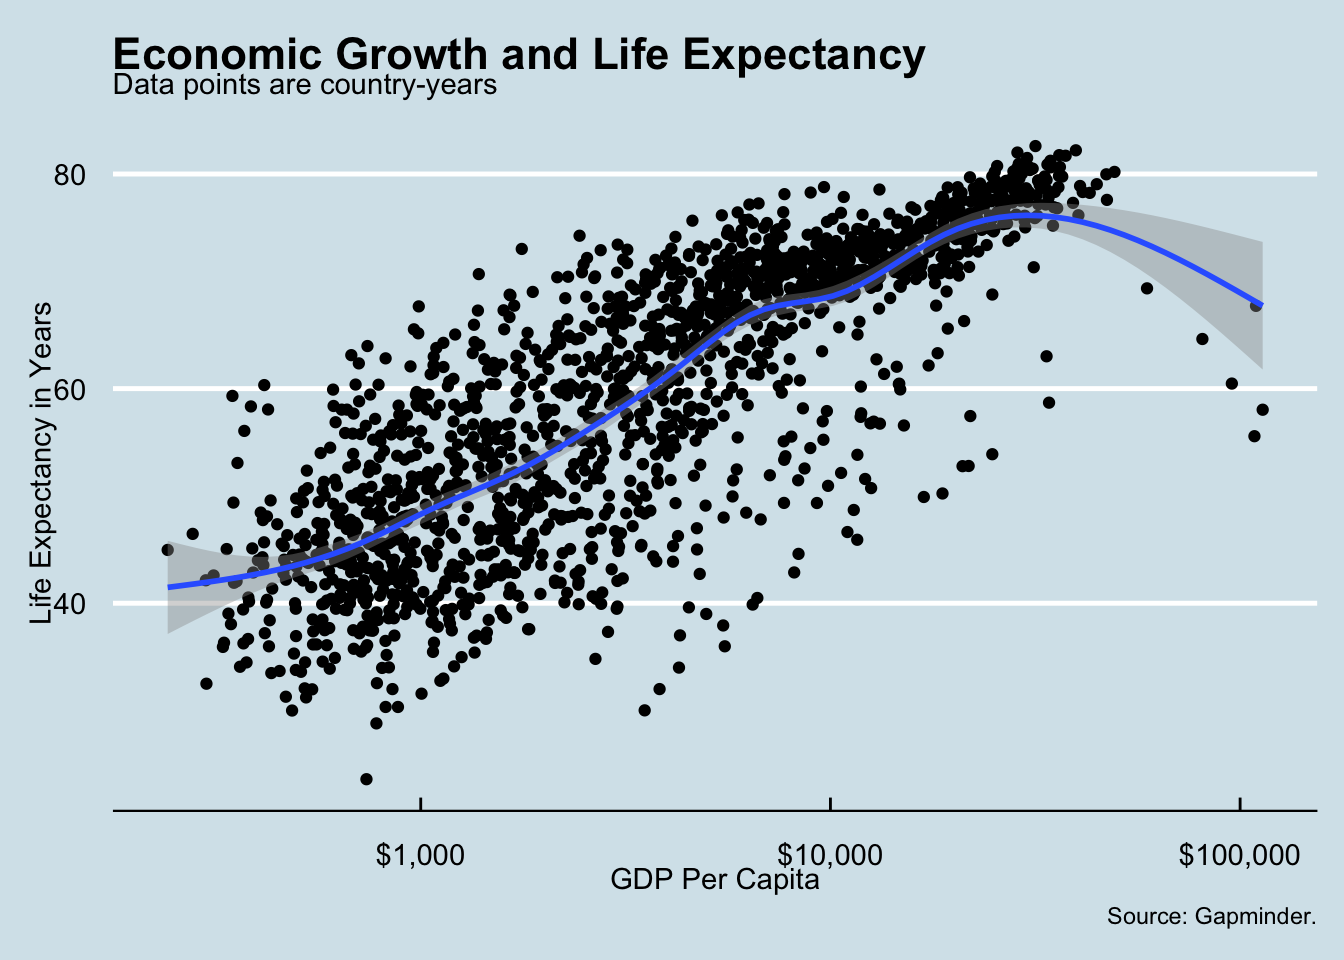 Economic Growth and Life Expectancy
Data points are country-years
Life Expectancy in Years
80
60
40
$1,000
$10,000
$100,000
GDP Per Capita
Source: Gapminder.